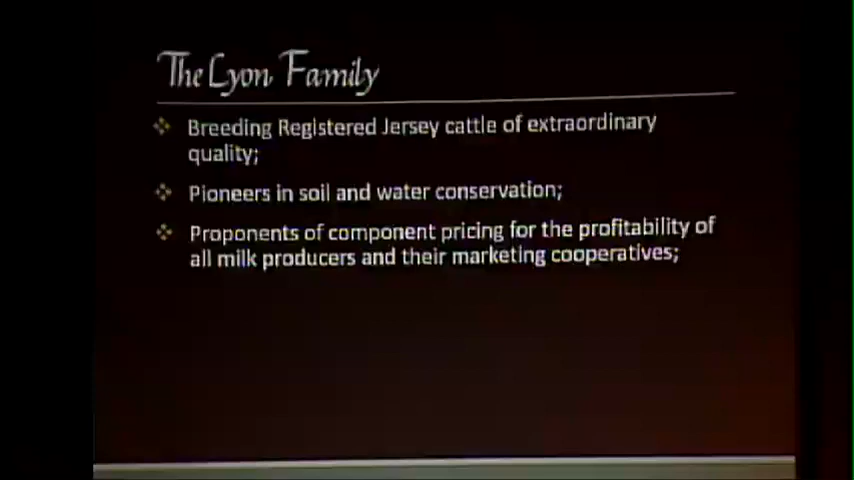 The Lyon Family
Breeding Registered Jersey cattle of extraordinary
quality;
Pioneers in soil and water conservation;
Proponents of component pricing for the profitability of
all milk producers and their marketing cooperatives;